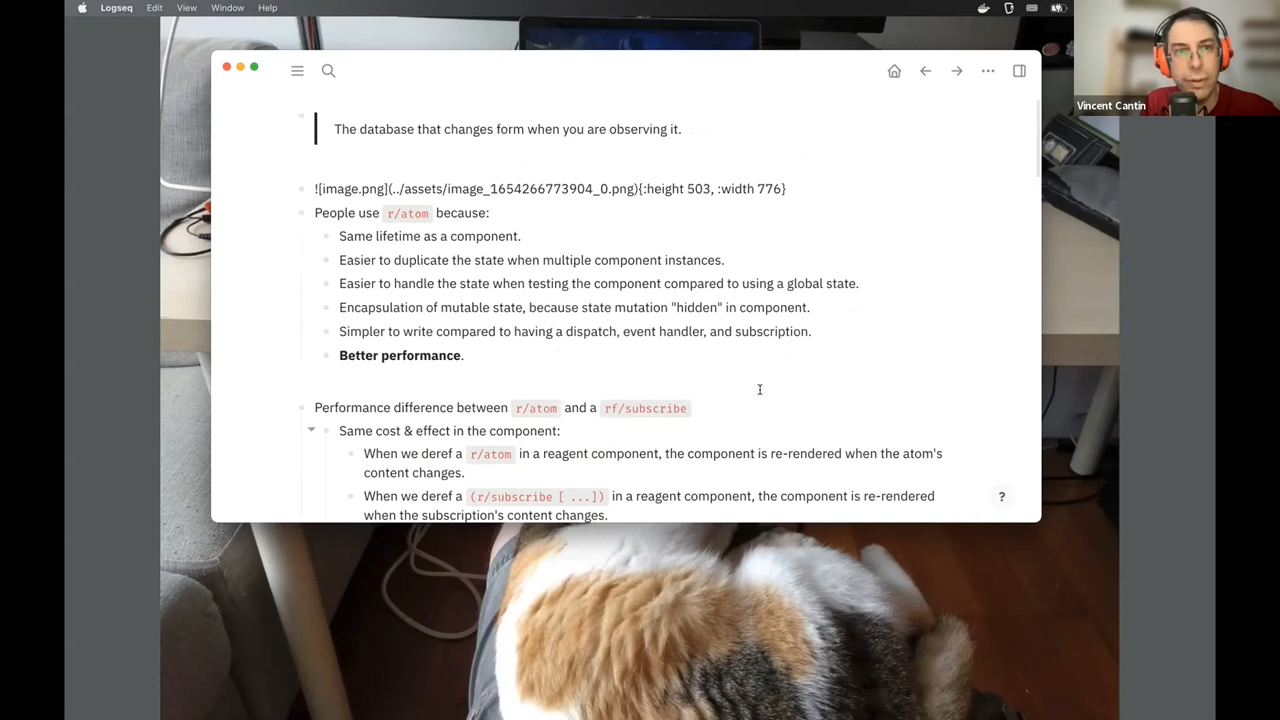 Logseq Edit View Window Help
Vincent Cantin
The database that changes form when you are observing it.
![image.png](../assets/image_1654266773904_0.png){:height 503, :width 776}
People use r/atom because:
Same lifetime as a component.
Easier to duplicate the state when multiple component instances.
Easier to handle the state when testing the component compared to using a global state.
Encapsulation of mutable state, because state mutation "hidden" in component.
Simpler to write compared to having a dispatch, event handler, and subscription.
Better performance.
Performance difference between r/atom and a rf/subscribe
Same cost & effect in the component:
When we deref a r/atom in a reagent component, the component is re-rendered when the atom's
content changes.
When we deref a (r/subscribe [ ...]) in a reagent component, the component is re-rendered
when the subscription's content changes.
?